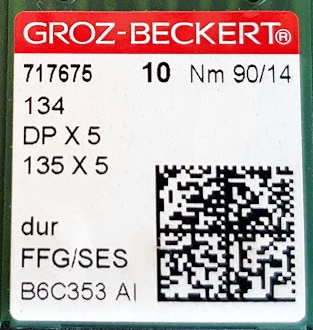 GROZ-BECKERT®
717675 10 Nm 90/14
134
DP X 5
135 X 5
dur
FFG/SES
B6C353 AI